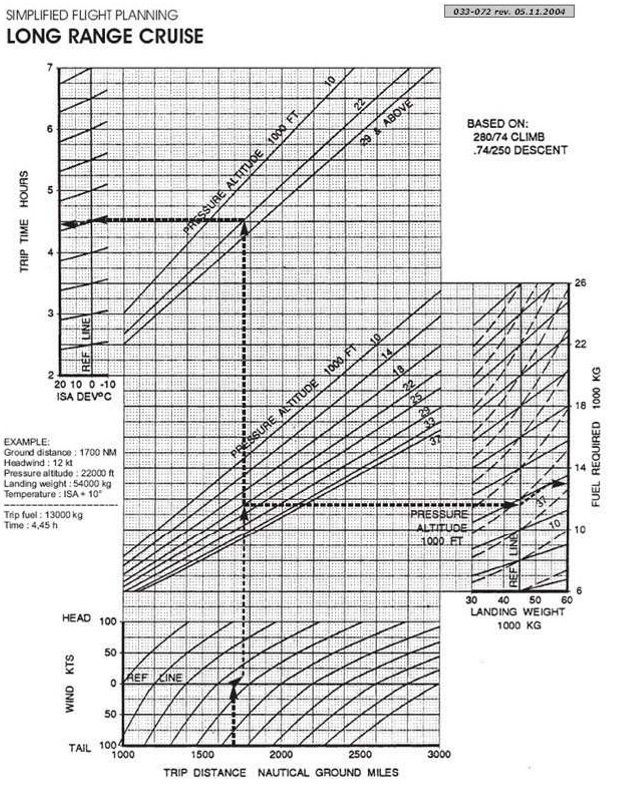 SIMPLIFIED FLIGHT PLANNING
033-072 rev. 05.11.2004
LONG RANGE CRUISE
BASED ON:
280/74 CLIMB
.74/250 DESCENT
TRIP TIME HOURS
7
6
5
4
3
2
PRESSURE ALTITUDE 1000 FT
10
22
29 & ABOVE
REF LINE
20 10 0 -10
ISA DEV°C
PRESSURE ALTITUDE 1000 FT
10
14
18
22
25
29
33
37
26
22
18
14
10
6
FUEL REQUIRED 1000 KG
PRESSURE
ALTITUDE
1000 FT
37
10
REF LINE
30 40 50 60
LANDING WEIGHT
1000 KG
EXAMPLE:
Ground distance : 1700 NM
Headwind : 12 kt
Pressure altitude : 22000 ft
Landing weight : 54000 kg
Temperature : ISA + 10°
Trip fuel : 13000 kg
Time : 4,45 h
HEAD 100
50
0
50
TAIL 100
WIND KTS
REF LINE
1000 1500 2000 2500 3000
TRIP DISTANCE NAUTICAL GROUND MILES